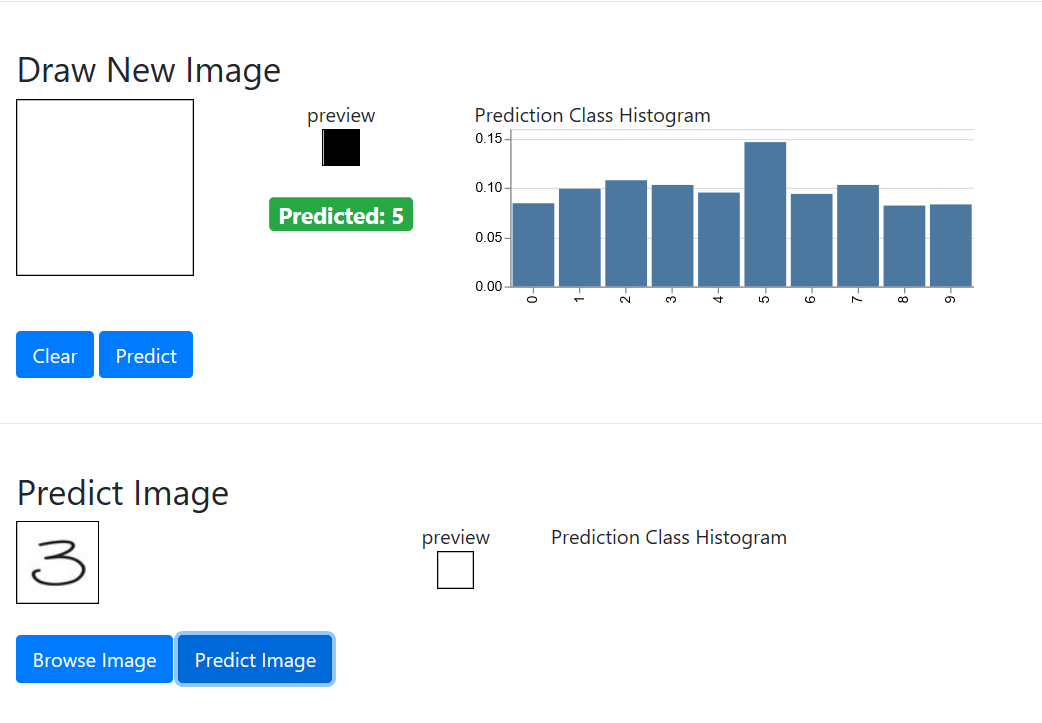 Draw New Image
preview
Predicted: 5
Prediction Class Histogram
0.15
0.10
0.05
0.00
0 1 2 3 4 5 6 7 8 9
Clear Predict
Predict Image
3
preview
Prediction Class Histogram
Browse Image Predict Image